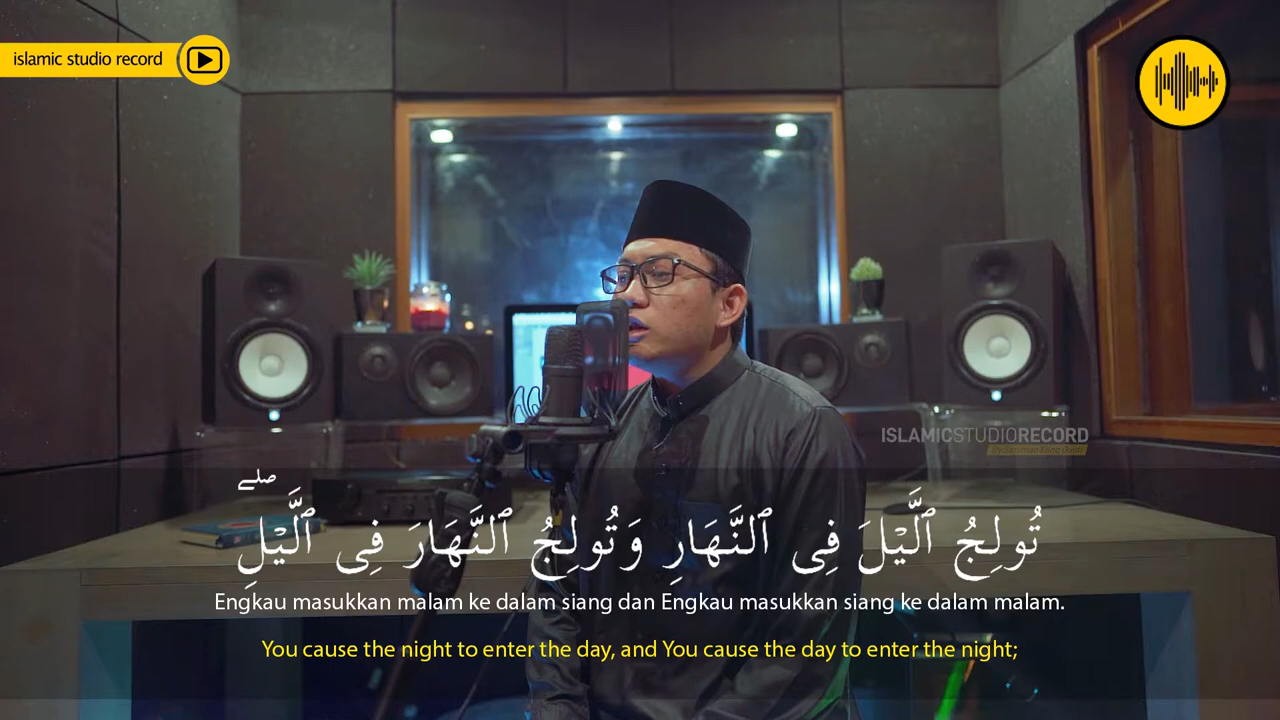 islamic studio record
ISLAMICSTUDIORECORD
تُولِجُ ٱلَّيْلَ فِى ٱلنَّهَارِ وَتُولِجُ ٱلنَّهَارَ فِى ٱلَّيْلِ ۖ
Engkau masukkan malam ke dalam siang dan Engkau masukkan siang ke dalam malam.
You cause the night to enter the day, and You cause the day to enter the night;